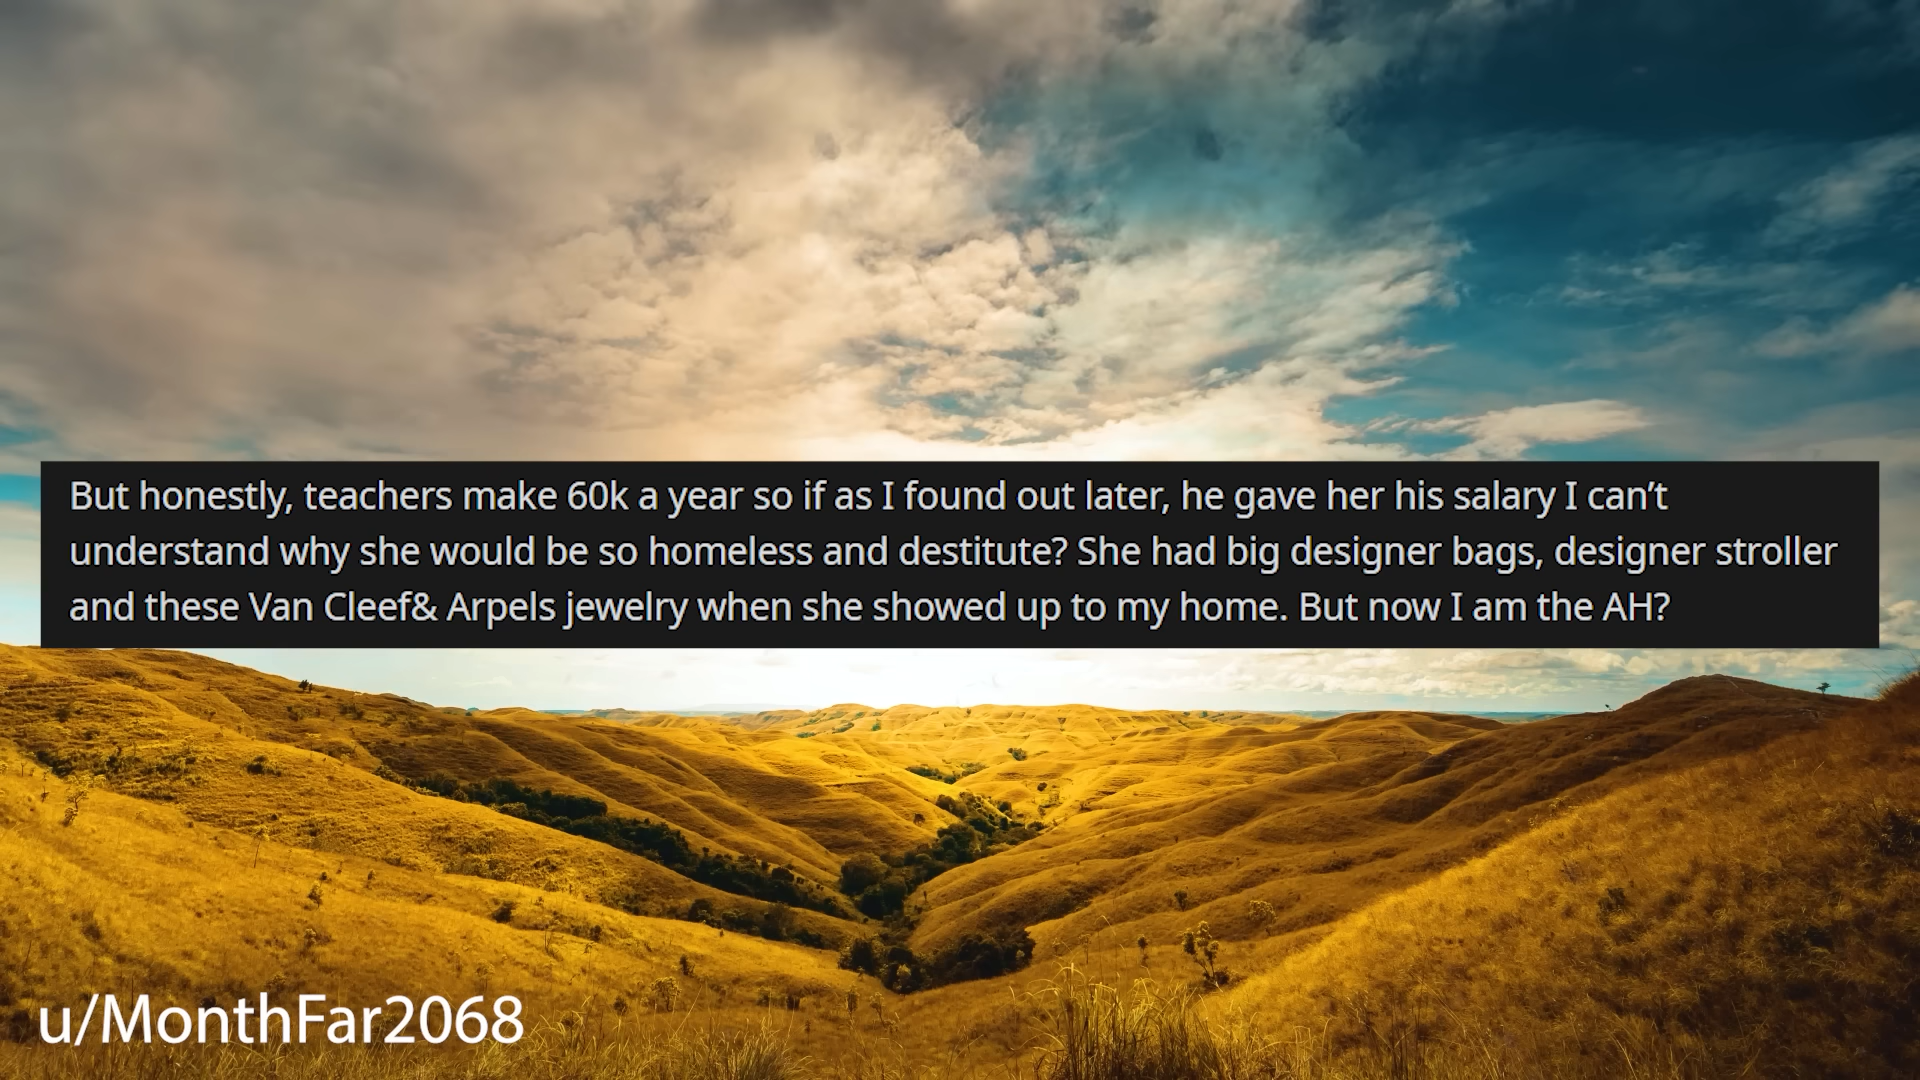 But honestly, teachers make 60k a year so if as I found out later, he gave her his salary I can’t
understand why she would be so homeless and destitute? She had big designer bags, designer stroller
and these Van Cleef& Arpels jewelry when she showed up to my home. But now I am the AH?
u/MonthFar2068